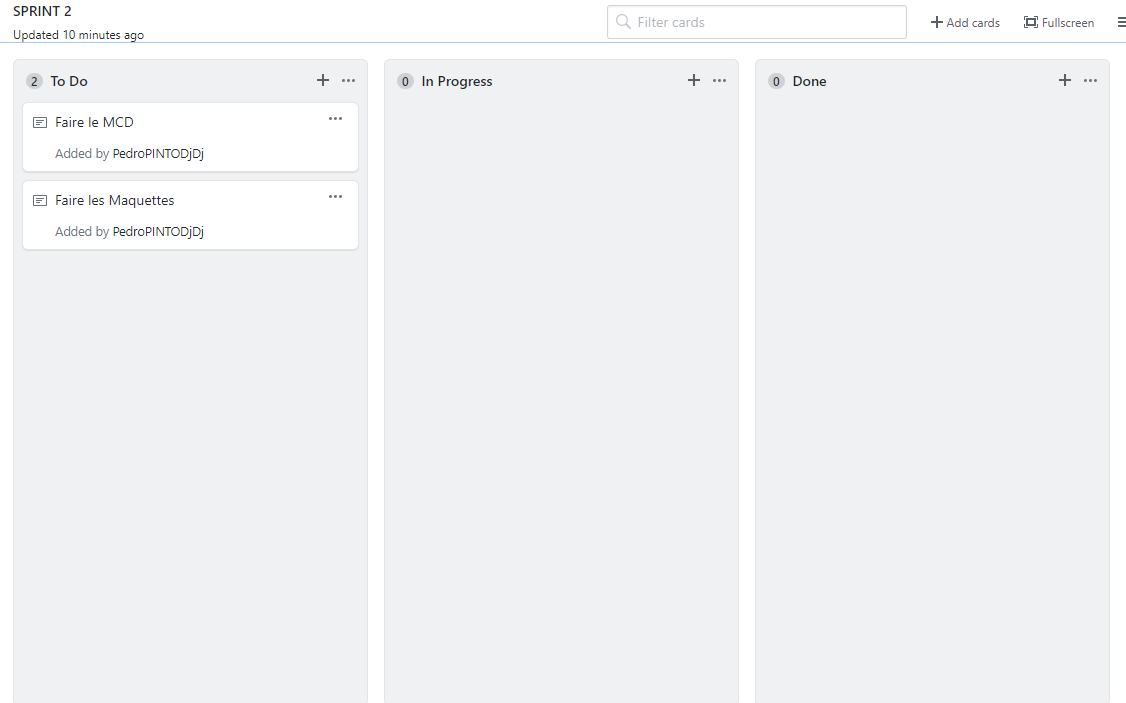 SPRINT 2
Updated 10 minutes ago
Filter cards
Add cards
Fullscreen
2 To Do
Faire le MCD
Added by PedroPINTODjDj
Faire les Maquettes
Added by PedroPINTODjDj
0 In Progress
0 Done